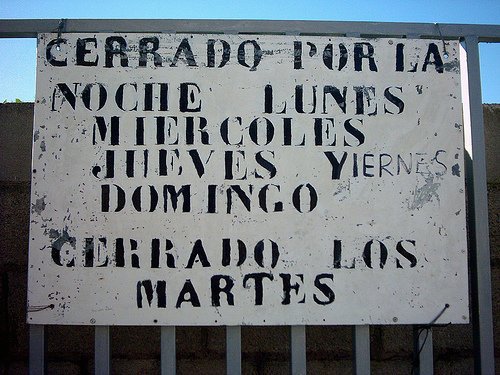 CERRADO POR LA
NOCHE LUNES
MIERCOLES
JUEVES YIERNES
DOMINGO
CERRADO LOS
MARTES